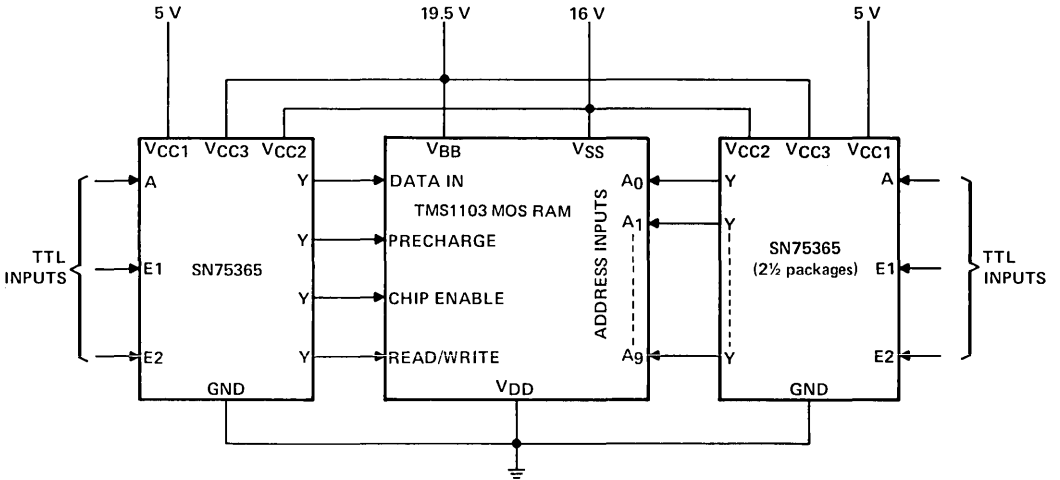 5 V
19.5 V
16 V
5 V
VCC1 VCC3 VCC2
VBB
VSS
VCC2 VCC3 VCC1
A
Y
DATA IN
A0
Y
A
TMS1103 MOS RAM
Y
PRECHARGE
A1
Y
TTL
INPUTS
E1
SN75365
ADDRESS INPUTS
SN75365
(2½ packages)
E1
TTL
INPUTS
Y
CHIP ENABLE
E2
Y
READ/WRITE
A9
Y
E2
GND
VDD
GND